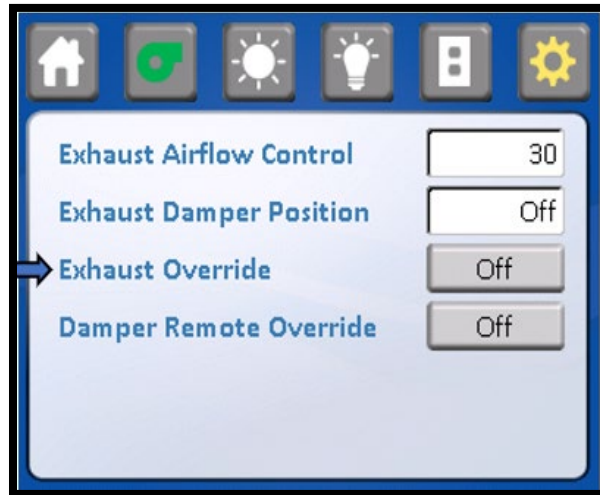 Exhaust Airflow Control 30
Exhaust Damper Position Off
Exhaust Override Off
Damper Remote Override Off